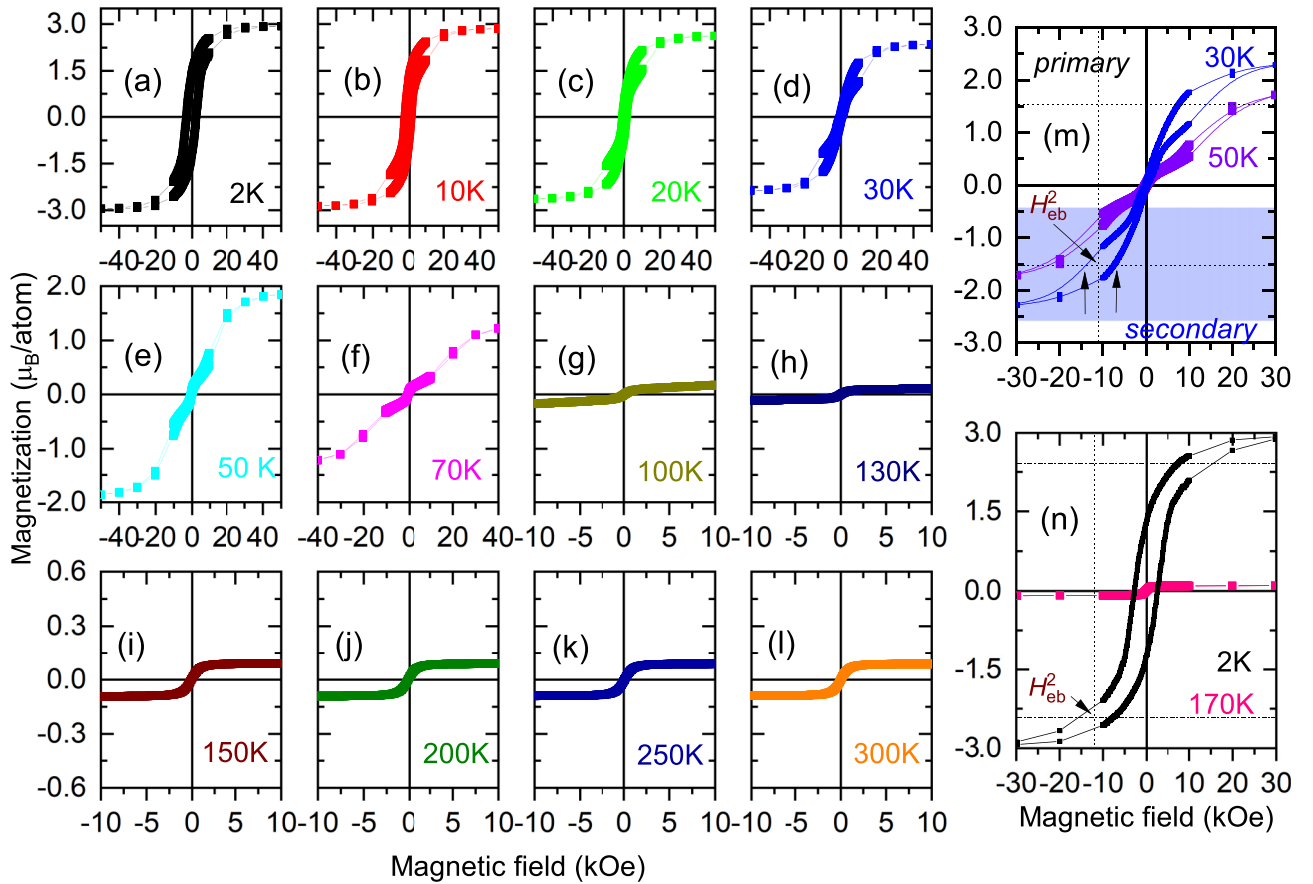 3.0
1.5
0.0
-1.5
-3.0
(a)
2K
-40 -20 0 20 40
(b)
10K
-40 -20 0 20 40
(c)
20K
-40 -20 0 20 40
(d)
30K
-40 -20 0 20 40
Magnetization (μB/atom)
2.0
1.0
0.0
-1.0
-2.0
(e)
50 K
-40 -20 0 20 40
(f)
70K
-40 -20 0 20 40
(g)
100K
-10 -5 0 5 10
(h)
130K
-10 -5 0 5 10
0.6
0.3
0.0
-0.3
-0.6
(i)
150K
-10 -5 0 5 10
(j)
200K
-10 -5 0 5 10
(k)
250K
-10 -5 0 5 10
(l)
300K
-10 -5 0 5 10
Magnetic field (kOe)
3.0
2.0
1.0
0.0
-1.0
-2.0
-3.0
primary
30K
(m)
50K
H²eb
secondary
-30 -20 -10 0 10 20 30
3.0
1.5
0.0
-1.5
-3.0
(n)
2K
H²eb
170K
-30 -20 -10 0 10 20 30
Magnetic field (kOe)